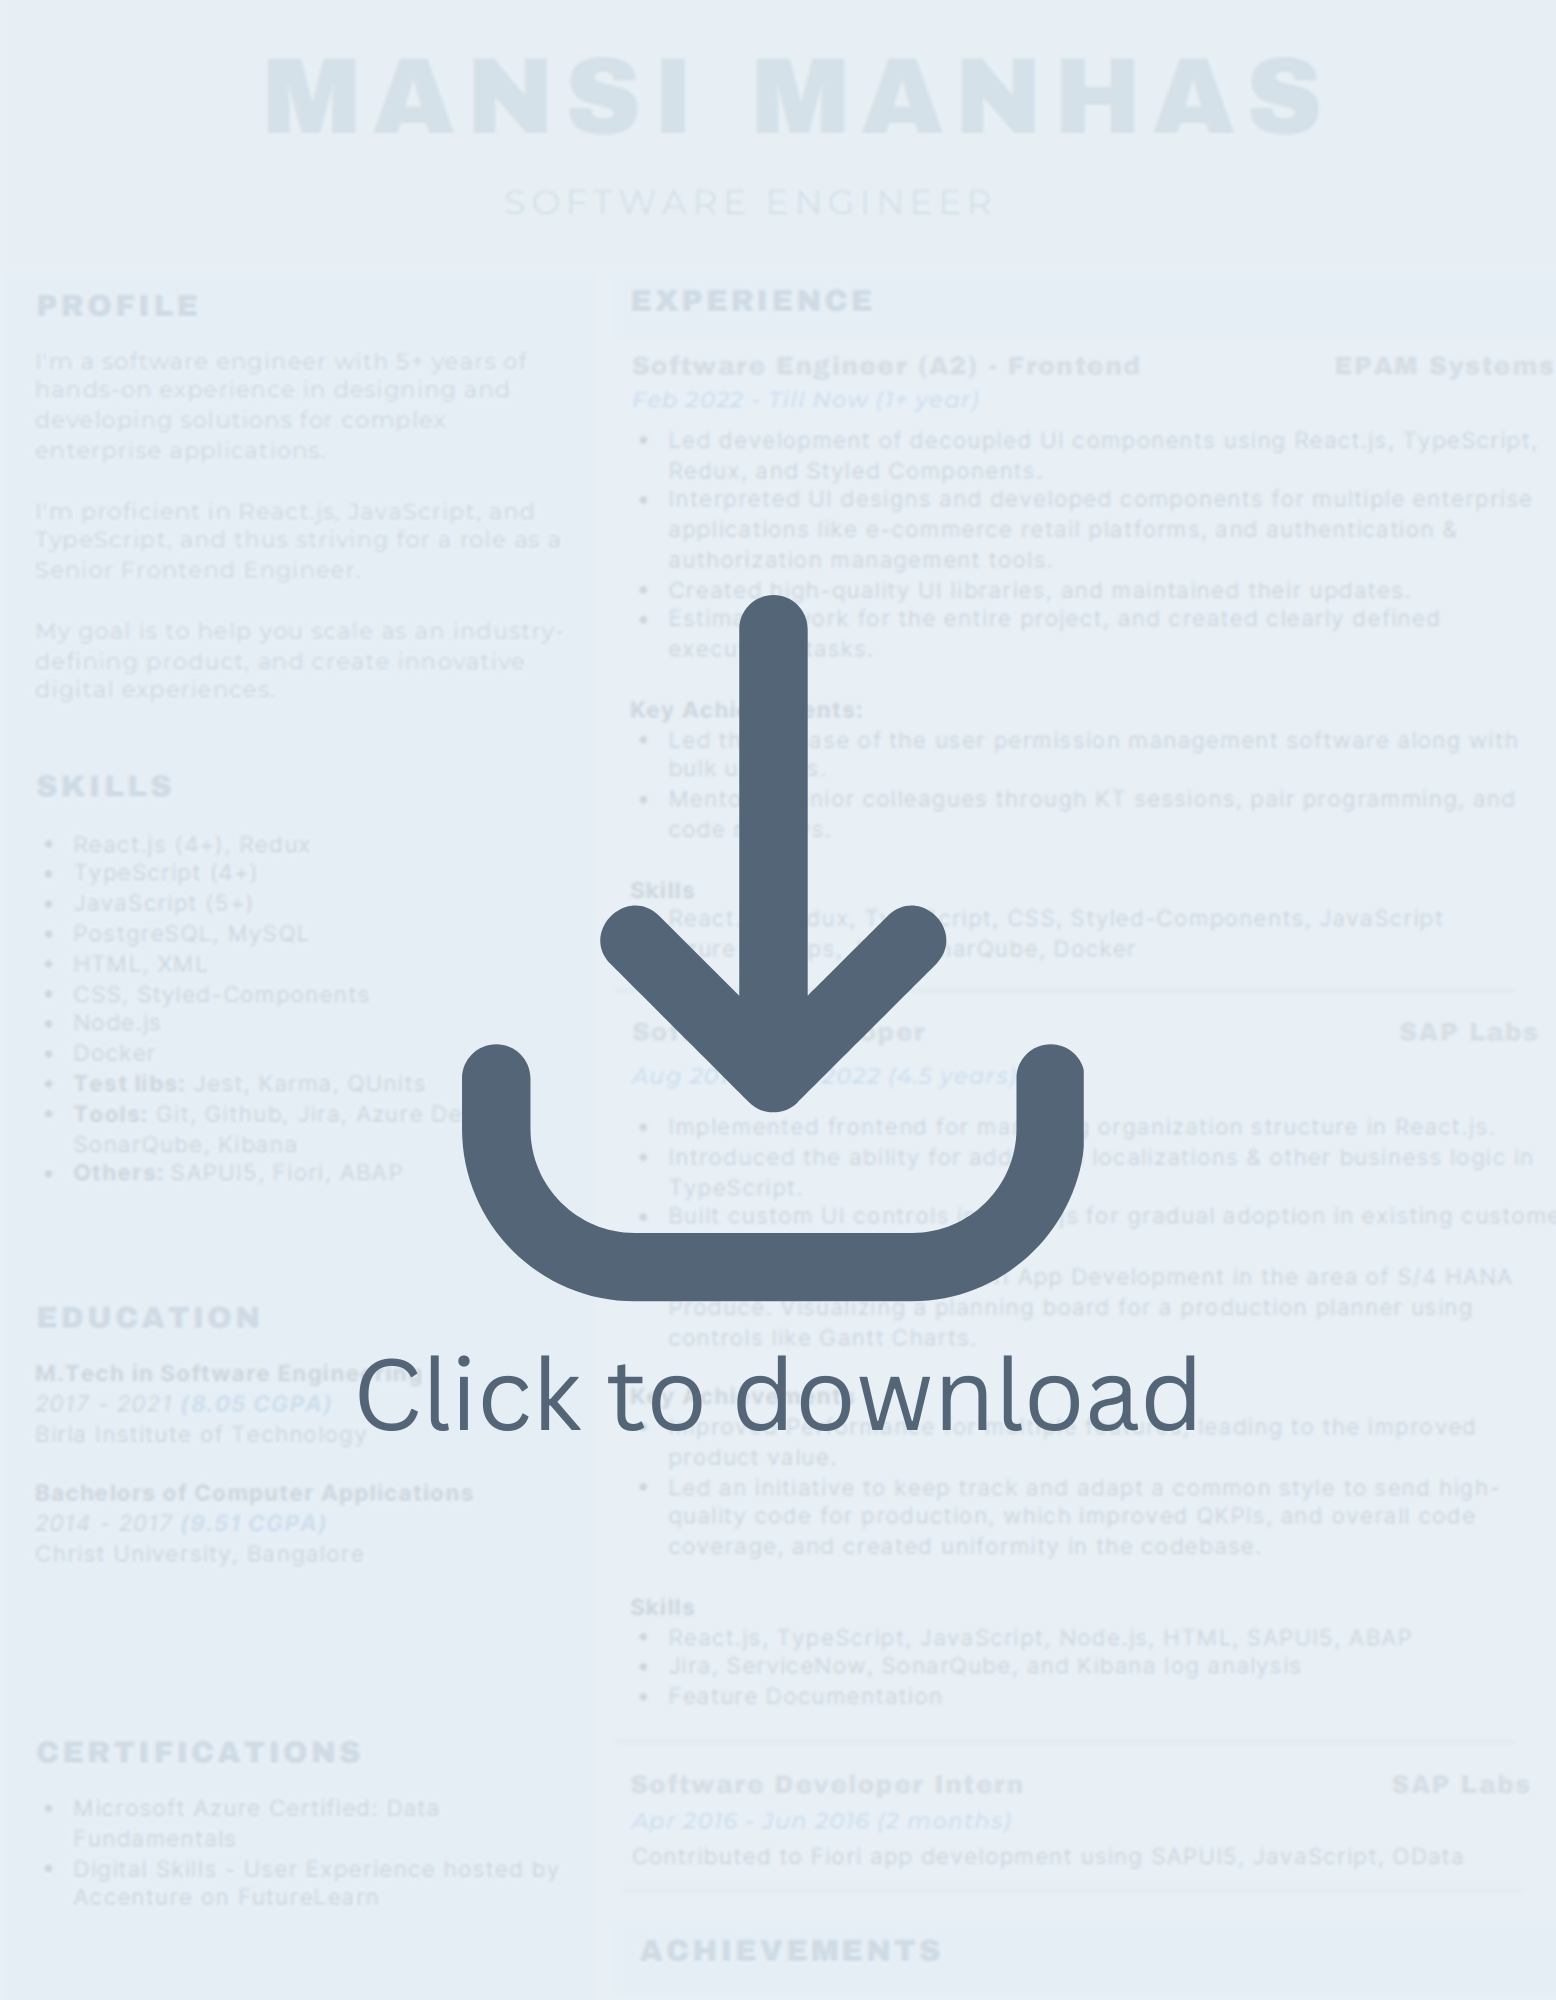 MANSI MANHAS
SOFTWARE ENGINEER
PROFILE
I'm a software engineer with 5+ years of
hands-on experience in designing and
developing solutions for complex
enterprise applications.
I'm proficient in React.js, JavaScript, and
TypeScript, and thus striving for a role as a
Senior Frontend Engineer.
My goal is to help you scale as an industry-
defining product, and create innovative
digital experiences.
SKILLS
• React.js (4+), Redux
• TypeScript (4+)
• JavaScript (5+)
• PostgreSQL, MySQL
• HTML, XML
• CSS, Styled-Components
• Node.js
• Docker
• Test libs: Jest, Karma, QUnits
• Tools: Git, Github, Jira, Azure
SonarQube, Kibana
• Others: SAPUI5, Fiori, ABAP
EDUCATION
M.Tech in Software Engineering
2017 - 2021 (8.05 CGPA)
Birla Institute of Technology
Bachelors of Computer Applications
2014 - 2017 (9.51 CGPA)
Christ University, Bangalore
CERTIFICATIONS
• Microsoft Azure Certified: Data
Fundamentals
• Digital Skills - User Experience hosted by
Accenture on FutureLearn
EXPERIENCE
Software Engineer (A2) - Frontend EPAM Systems
Feb 2022 - Till Now (1+ year)
• Led development of decoupled UI components using React.js, TypeScript,
Redux, and Styled Components.
• Interpreted UI designs and developed components for multiple enterprise
applications like e-commerce retail platforms, and authentication &
authorization management tools.
• Created high-quality UI libraries, and maintained their updates.
• work for the entire project, and created clearly defined
tasks.
Key
• Led of the user permission management software along with
bulk
• colleagues through KT sessions, pair programming, and
code
Skills
CSS, Styled-Components, JavaScript
Docker
SAP Labs
Aug 2022 (4.5 years)
• Implemented frontend for organization structure in React.js.
• Introduced the ability for localizations & other business logic in
TypeScript.
• Built custom UI controls for gradual adoption in existing
App Development in the area of S/4 HANA
Produce. Visualizing a planning board for a production planner using
controls like Gantt Charts.
Click to download
Key Achievements
• Improved Performance for multiple features, leading to the improved
product value.
• Led an initiative to keep track and adapt a common style to send high-
quality code for production, which improved QKPIs, and overall code
coverage, and created uniformity in the codebase.
Skills
• React.js, TypeScript, JavaScript, Node.js, HTML, SAPUI5, ABAP
• Jira, ServiceNow, SonarQube, and Kibana log analysis
• Feature Documentation
Software Developer Intern SAP Labs
Apr 2016 - Jun 2016 (2 months)
Contributed to Fiori app development using SAPUI5, JavaScript, OData
ACHIEVEMENTS